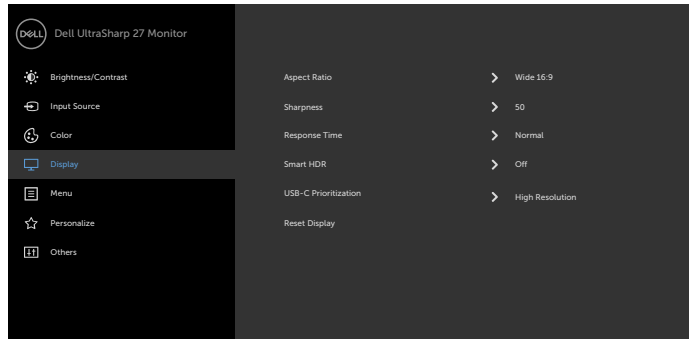 DELL Dell UltraSharp 27 Monitor
Brightness/Contrast
Input Source
Color
Display
Menu
Personalize
Others
Aspect Ratio Wide 16:9
Sharpness 50
Response Time Normal
Smart HDR Off
USB-C Prioritization High Resolution
Reset Display